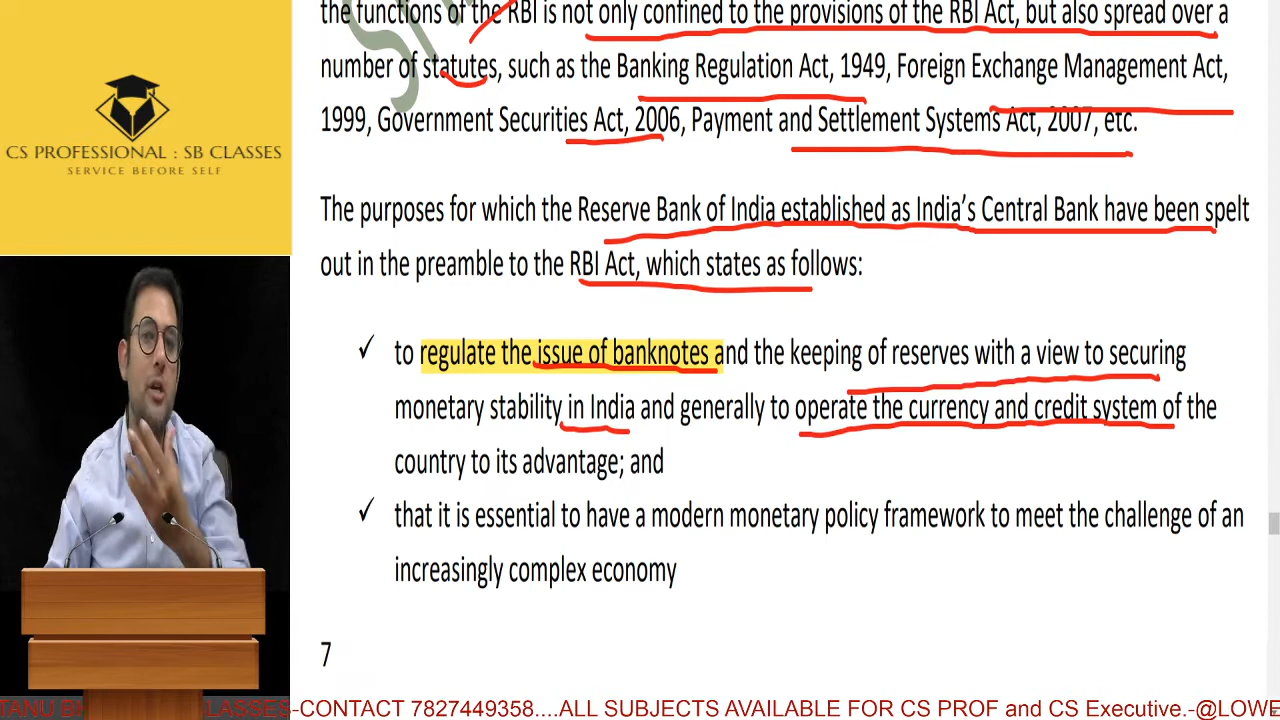 the functions of the RBI is not only confined to the provisions of the RBI Act, but also spread over a
number of statutes, such as the Banking Regulation Act, 1949, Foreign Exchange Management Act,
1999, Government Securities Act, 2006, Payment and Settlement Systems Act, 2007, etc.
CS PROFESSIONAL : SB CLASSES
SERVICE BEFORE SELF
The purposes for which the Reserve Bank of India established as India’s Central Bank have been spelt
out in the preamble to the RBI Act, which states as follows:
✓ to regulate the issue of banknotes and the keeping of reserves with a view to securing
monetary stability in India and generally to operate the currency and credit system of the
country to its advantage; and
✓ that it is essential to have a modern monetary policy framework to meet the challenge of an
increasingly complex economy
7
TANU LASSES-CONTACT 7827449358....ALL SUBJECTS AVAILABLE FOR CS PROF and CS Executive.-@LOWE